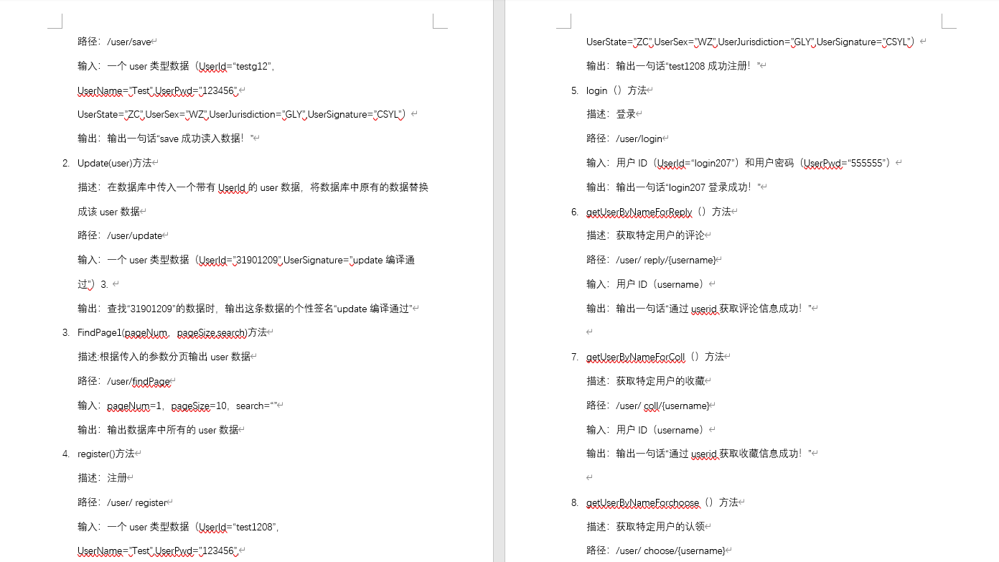 路径：/user/save
输入：一个 user 类型数据（UserId=“testg12”，
UserName=”Test”,UserPwd=”123456”,
UserState=”ZC”,UserSex=”WZ”,UserJurisdiction=”GLY”,UserSignature=”CSYL”）
输出：输出一句话“save 成功读入数据！”
2. Update(user)方法
描述：在数据库中传入一个带有 UserId 的 user 数据，将数据库中原有的数据替换
成该 user 数据
路径：/user/update
输入：一个 user 类型数据（UserId=”31901209”,UserSignature=”update 编译通
过”）3.
输出：查找“31901209”的数据时，输出这条数据的个性签名“update 编译通过”
3. FindPage1(pageNum，pageSize,search)方法
描述:根据传入的参数分页输出 user 数据
路径：/user/findPage
输入：pageNum=1，pageSize=10，search=“”
输出：输出数据库中所有的 user 数据
4. register()方法
描述：注册
路径：/user/ register
输入：一个 user 类型数据（UserId=“test1208”，
UserName=”Test”,UserPwd=”123456”,
UserState=”ZC”,UserSex=”WZ”,UserJurisdiction=”GLY”,UserSignature=”CSYL”）
输出：输出一句话“test1208 成功注册！”
5. login（）方法
描述：登录
路径：/user/login
输入：用户 ID（UserId=“login207”）和用户密码（UserPwd=“555555”）
输出：输出一句话“login207 登录成功！”
6. getUserByNameForReply（）方法
描述：获取特定用户的评论
路径：/user/ reply/{username}
输入：用户 ID（username）
输出：输出一句话“通过 userid 获取评论信息成功！”
7. getUserByNameForColl（）方法
描述：获取特定用户的收藏
路径：/user/ coll/{username}
输入：用户 ID（username）
输出：输出一句话“通过 userid 获取收藏信息成功！”
8. getUserByNameForchoose（）方法
描述：获取特定用户的认领
路径：/user/ choose/{username}